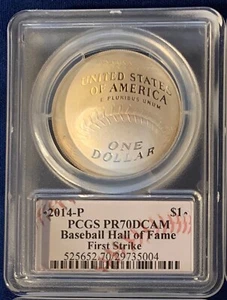 UNITED STATES
OF AMERICA
E PLURIBUS UNUM
ONE
DOLLAR
2014-P S1
PCGS PR70DCAM
Baseball Hall of Fame
First Strike
525652.70/29735004